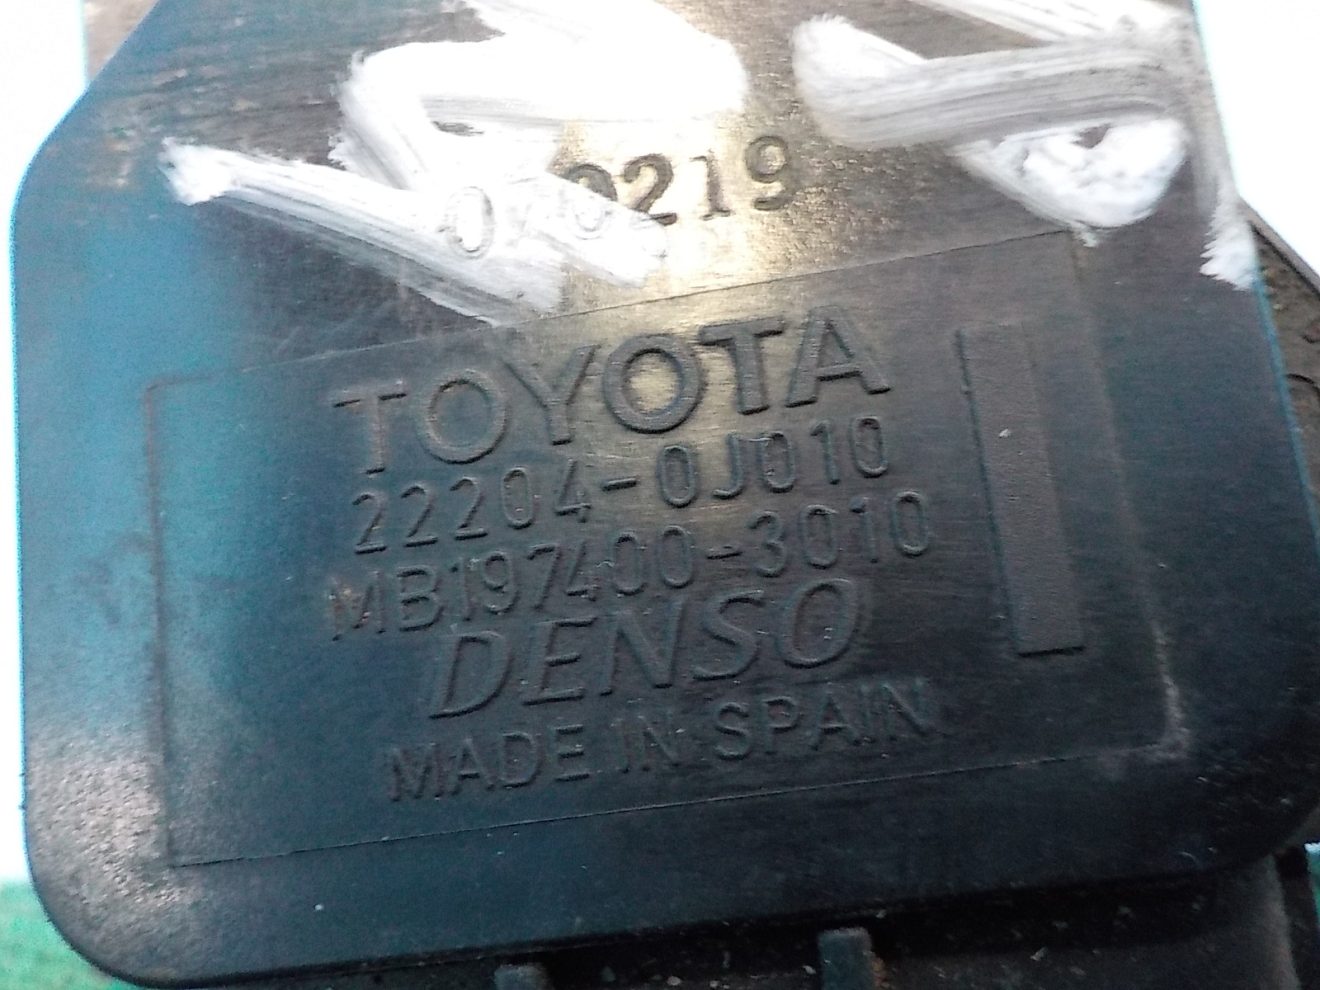 TOYOTA
22204-0J010
MB197400-3010
DENSO
MADE IN SPAIN